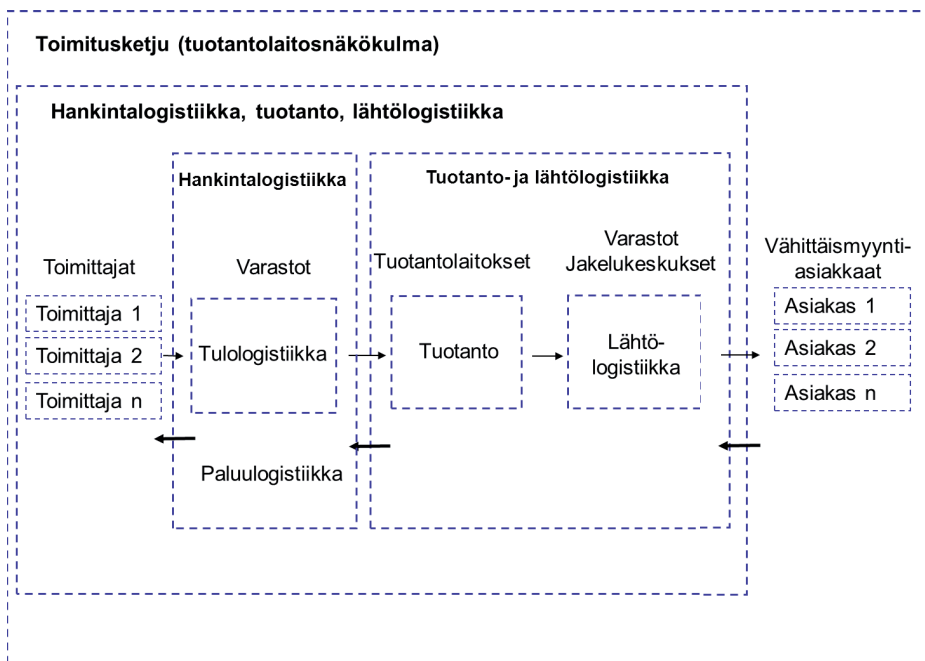 Toimitusketju (tuotantolaitosnäkökulma)
Hankintalogistiikka, tuotanto, lähtölogistiikka
Hankintalogistiikka
Tuotanto- ja lähtölogistiikka
Toimittajat
Toimittaja 1
Toimittaja 2
Toimittaja n
Varastot
Tulologistiikka
Paluulogistiikka
Tuotantolaitokset
Tuotanto
Varastot
Jakelukeskukset
Lähtö-
logistiikka
Vähittäismyynti-
asiakkaat
Asiakas 1
Asiakas 2
Asiakas n